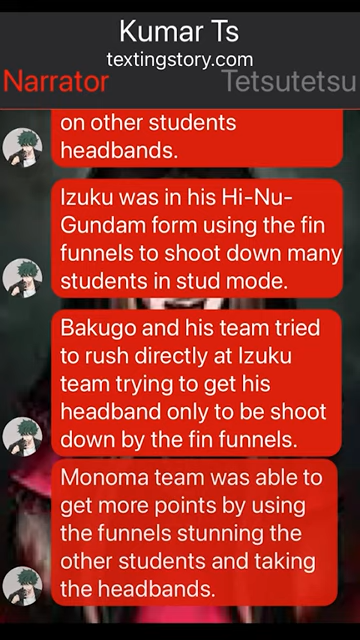 Kumar Ts
textingstory.com
Narrator Tetsutetsu
on other students
headbands.
Izuku was in his Hi-Nu-
Gundam form using the fin
funnels to shoot down many
students in stud mode.
Bakugo and his team tried
to rush directly at Izuku
team trying to get his
headband only to be shoot
down by the fin funnels.
Monoma team was able to
get more points by using
the funnels stunning the
other students and taking
the headbands.